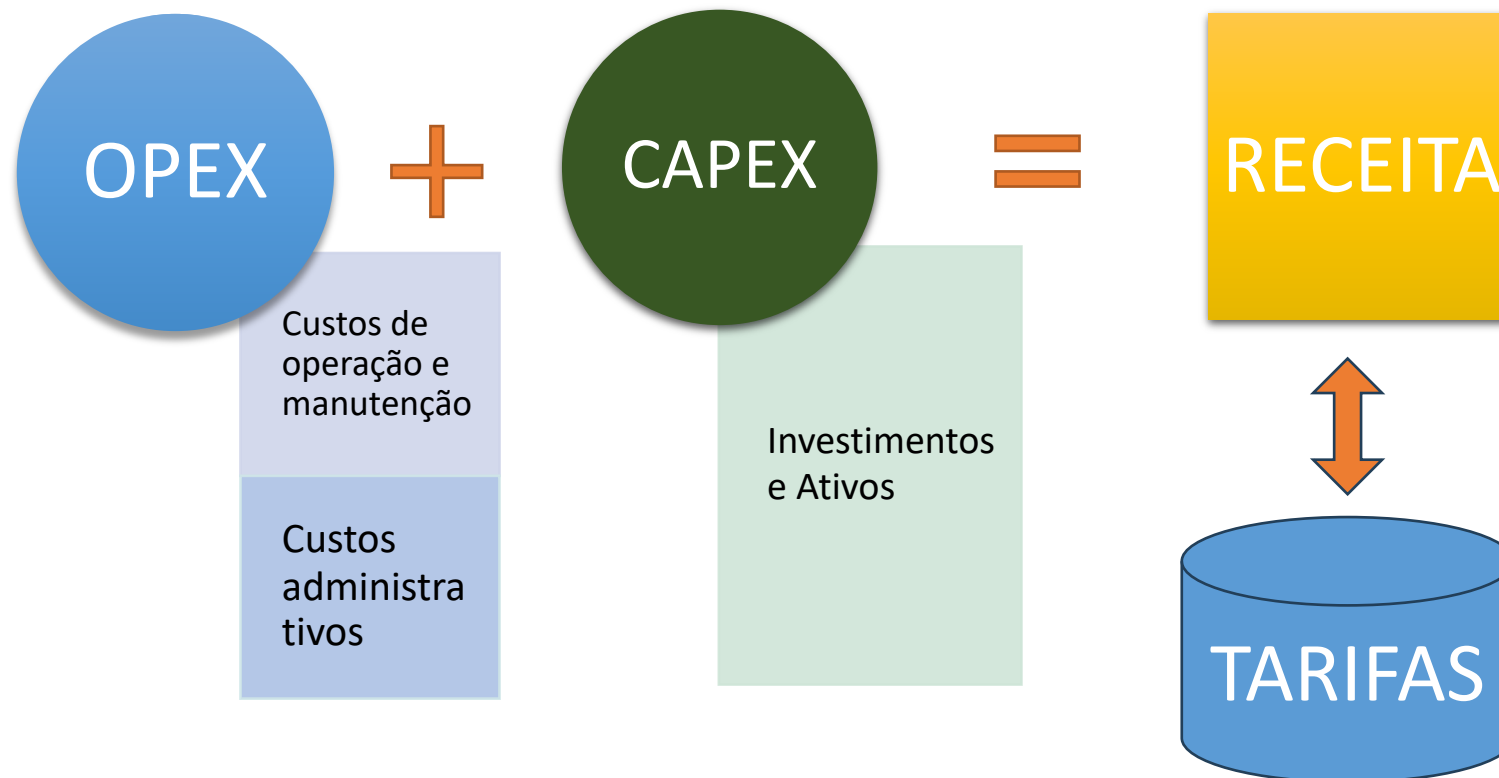 OPEX
CAPEX
RECEITA
Custos de
operação e
manutenção
Custos
administra
tivos
Investimentos
e Ativos
TARIFAS